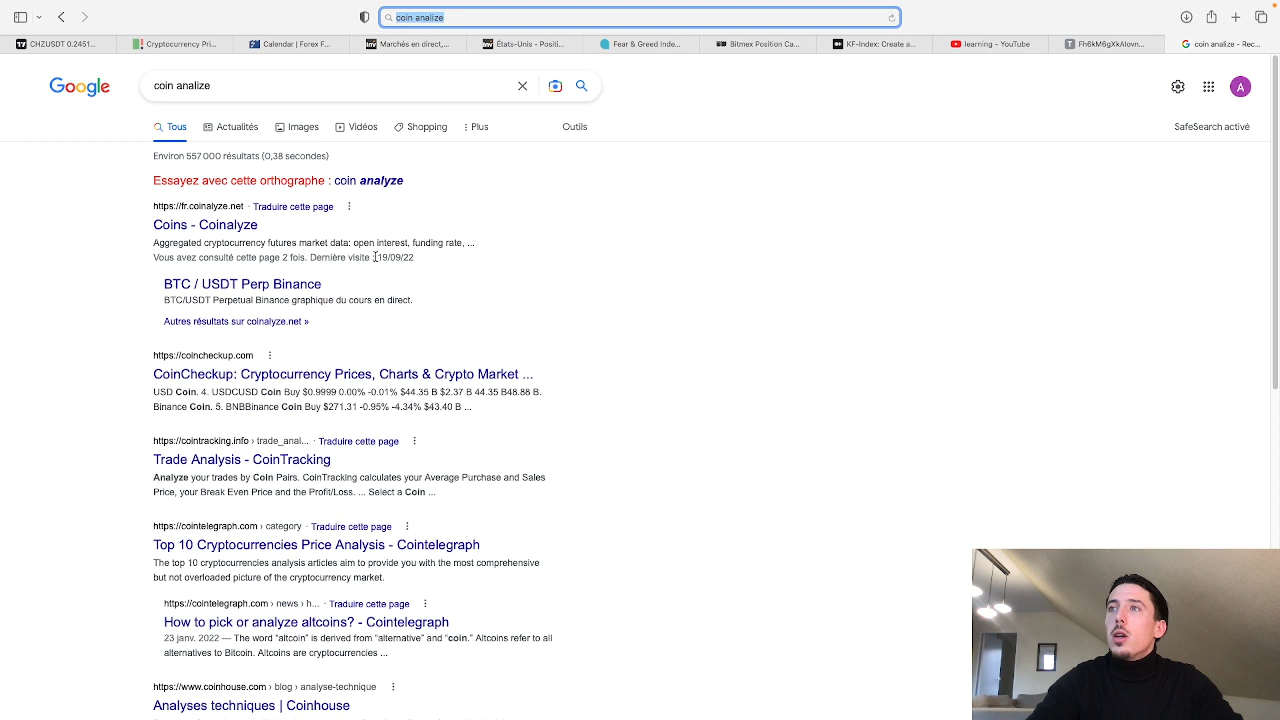 coin analize
CHZUSDT 0.2451...
Cryptocurrency Pri...
Calendar | Forex F...
Marchés en direct,...
États-Unis - Positi...
Fear & Greed Inde...
Bitmex Position Ca...
KF-Index: Create a...
learning - YouTube
Fh6kM6gXkAIovn...
coin analize - Rec...
Google
coin analize
A
Tous
Actualités
Images
Vidéos
Shopping
Plus
Outils
SafeSearch activé
Environ 557 000 résultats (0,38 secondes)
Essayez avec cette orthographe : coin analyze
https://fr.coinalyze.net · Traduire cette page
Coins - Coinalyze
Aggregated cryptocurrency futures market data: open interest, funding rate, ...
Vous avez consulté cette page 2 fois. Dernière visite : 19/09/22
BTC / USDT Perp Binance
BTC/USDT Perpetual Binance graphique du cours en direct.
Autres résultats sur coinalyze.net »
https://coincheckup.com
CoinCheckup: Cryptocurrency Prices, Charts & Crypto Market ...
USD Coin. 4. USDCUSD Coin Buy $0.9999 0.00% -0.01% $44.35 B $2.37 B 44.35 B48.88 B.
Binance Coin. 5. BNBBinance Coin Buy $271.31 -0.95% -4.34% $43.40 B ...
https://cointracking.info › trade_anal... · Traduire cette page
Trade Analysis - CoinTracking
Analyze your trades by Coin Pairs. CoinTracking calculates your Average Purchase and Sales
Price, your Break Even Price and the Profit/Loss. ... Select a Coin ...
https://cointelegraph.com › category · Traduire cette page
Top 10 Cryptocurrencies Price Analysis - Cointelegraph
The top 10 cryptocurrencies analysis articles aim to provide you with the most comprehensive
but not overloaded picture of the cryptocurrency market.
https://cointelegraph.com › news › h... · Traduire cette page
How to pick or analyze altcoins? - Cointelegraph
23 janv. 2022 — The word “altcoin” is derived from “alternative” and “coin.” Altcoins refer to all
alternatives to Bitcoin. Altcoins are cryptocurrencies ...
https://www.coinhouse.com › blog › analyse-technique
Analyses techniques | Coinhouse